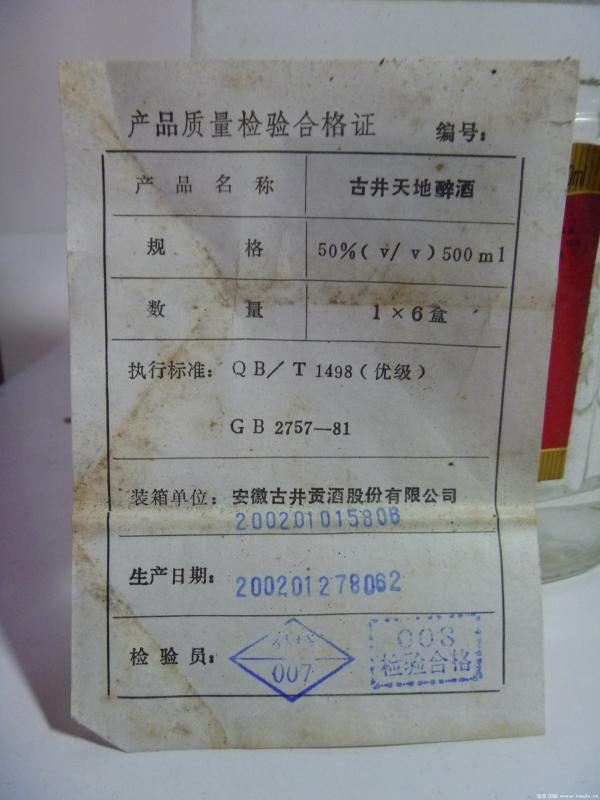 产品质量检验合格证 编号：
产品名称 古井天地醉酒
规格 50%(v/v)500ml
数量 1×6盒
执行标准：QB/T 1498(优级)
GB 2757—81
装箱单位：安徽古井贡酒股份有限公司
200201015806
生产日期：200201278062
检验员：
007
008
检验合格